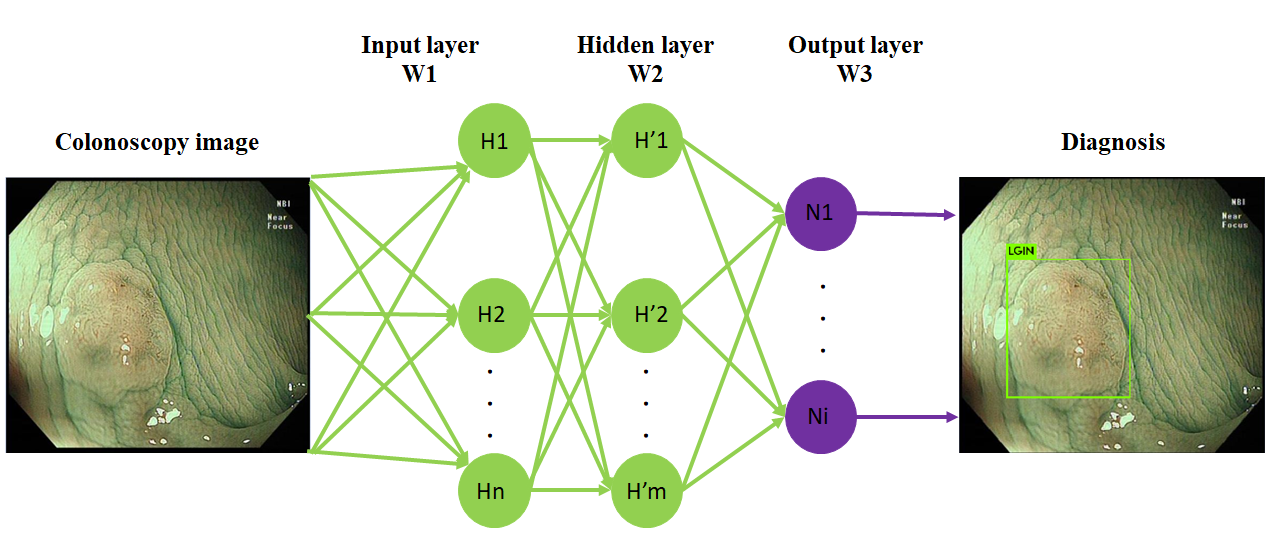 Input layer
W1
Hidden layer
W2
Output layer
W3
Colonoscopy image
Diagnosis
NBI
Near
Focus
H1
H2
Hn
H’1
H’2
H’m
N1
Ni
NBI
Near
Focus
LGIN